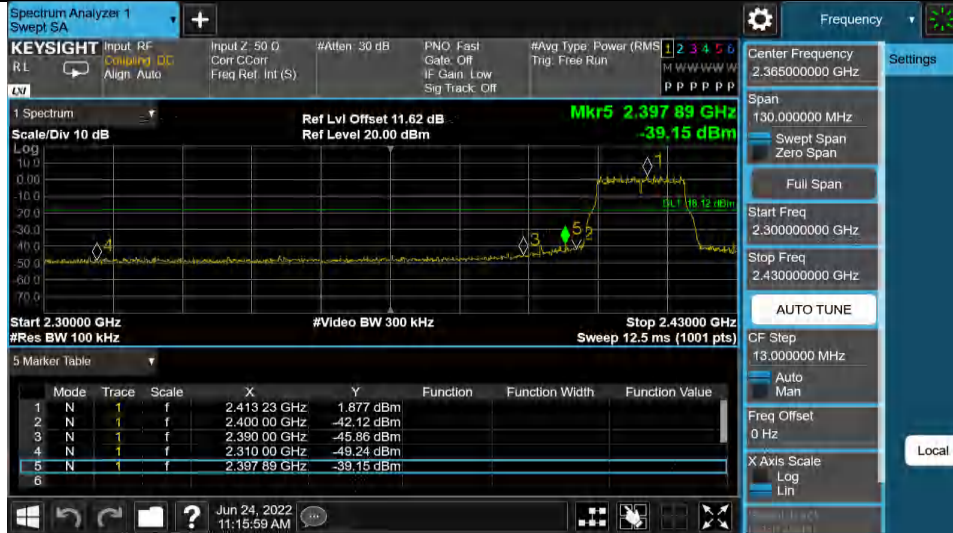 Spectrum Analyzer 1
Swept SA
+
Frequency
KEYSIGHT
RL
LXI
Input: RF
Coupling: DC
Align: Auto
Input Z: 50 Ω
Corr CCorr
Freq Ref: Int (S)
#Atten: 30 dB
PNO: Fast
Gate: Off
IF Gain: Low
Sig Track: Off
#Avg Type: Power (RMS
Trig: Free Run
1 2 3 4 5 6
M W W W W W
P P P P P P
1 Spectrum
Scale/Div 10 dB
Ref Lvl Offset 11.62 dB
Ref Level 20.00 dBm
Mkr5 2.397 89 GHz
-39.15 dBm
Log
10.0
0.00
-10.0
-20.0
-30.0
-40.0
-50.0
-60.0
-70.0
1
2
3
4
5
DL1 -18.12 dBm
Start 2.30000 GHz
#Video BW 300 kHz
Stop 2.43000 GHz
#Res BW 100 kHz
Sweep 12.5 ms (1001 pts)
5 Marker Table
Mode Trace Scale X Y Function Function Width Function Value
1 N 1 f 2.413 23 GHz 1.877 dBm
2 N 1 f 2.400 00 GHz -42.12 dBm
3 N 1 f 2.390 00 GHz -45.86 dBm
4 N 1 f 2.310 00 GHz -49.24 dBm
5 N 1 f 2.397 89 GHz -39.15 dBm
6
?
Jun 24, 2022
11:15:59 AM
Center Frequency
2.365000000 GHz
Settings
Span
130.000000 MHz
Swept Span
Zero Span
Full Span
Start Freq
2.300000000 GHz
Stop Freq
2.430000000 GHz
AUTO TUNE
CF Step
13.000000 MHz
Auto
Man
Freq Offset
0 Hz
Local
X Axis Scale
Log
Lin